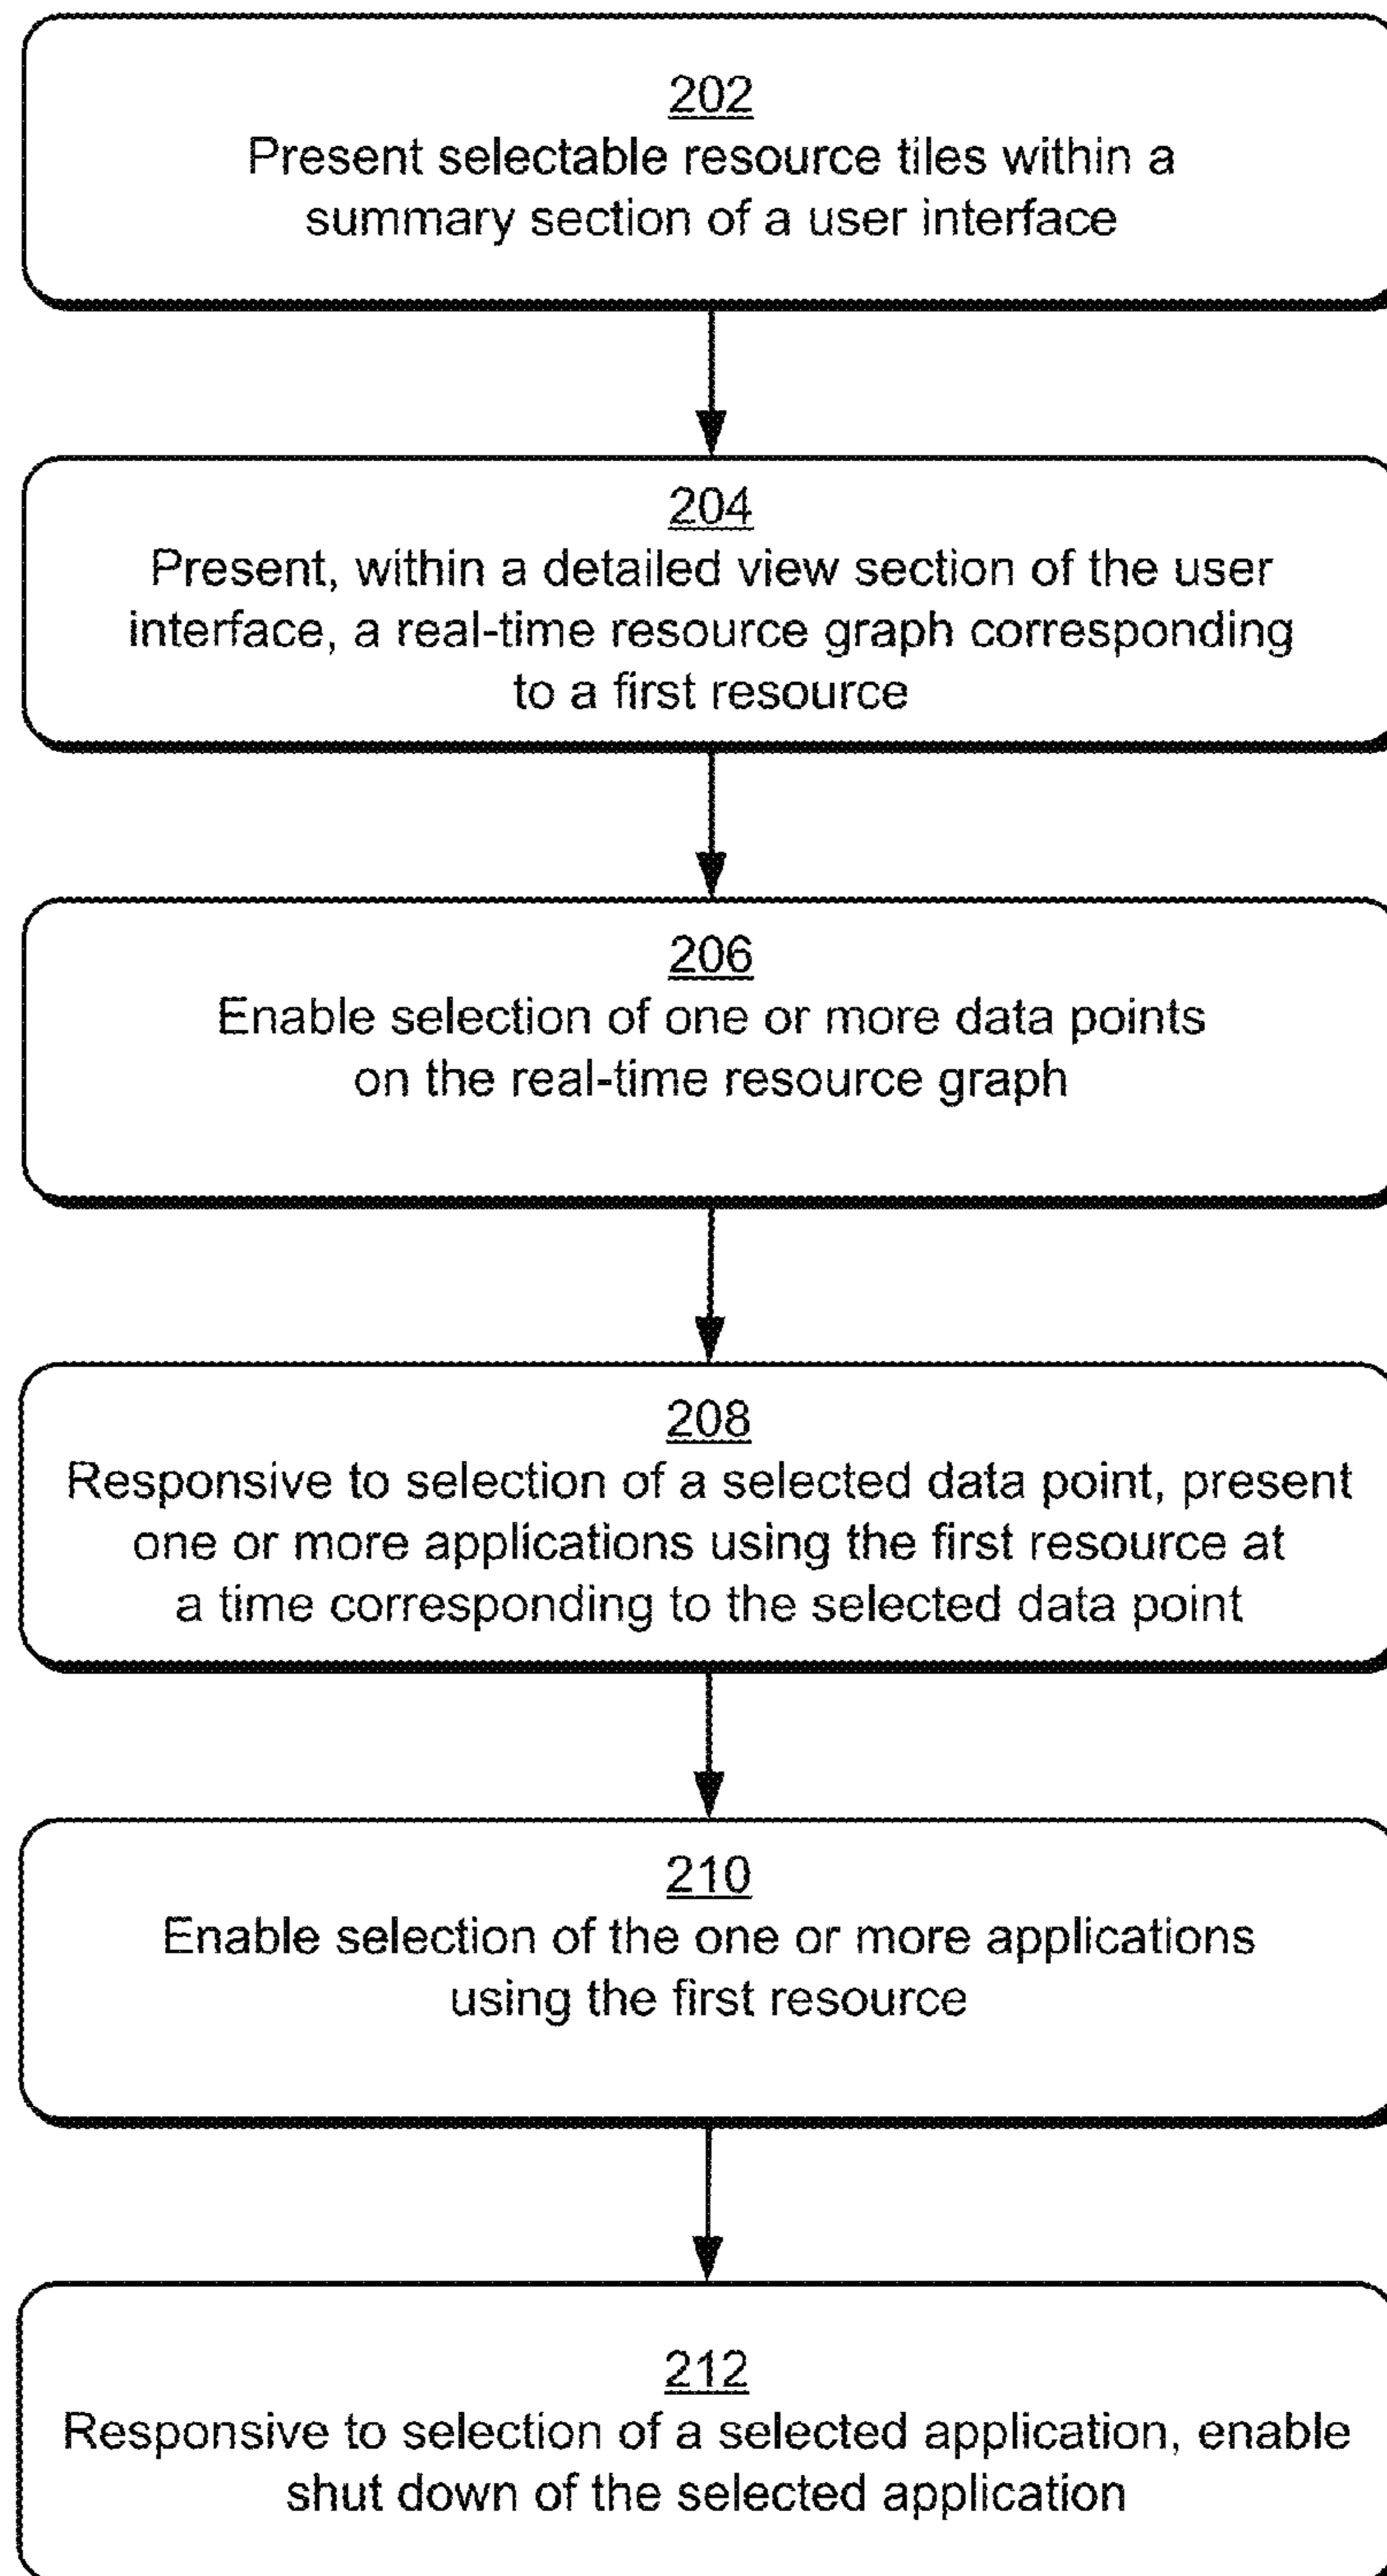 202
Present selectable resource tiles within a
summary section of a user interface
204
Present, within a detailed view section of the user
interface, a real-time resource graph corresponding
to a first resource
206
Enable selection of one or more data points
on the real-time resource graph
208
Responsive to selection of a selected data point, present
one or more applications using the first resource at
a time corresponding to the selected data point
210
Enable selection of the one or more applications
using the first resource
212
Responsive to selection of a selected application, enable
shut down of the selected application